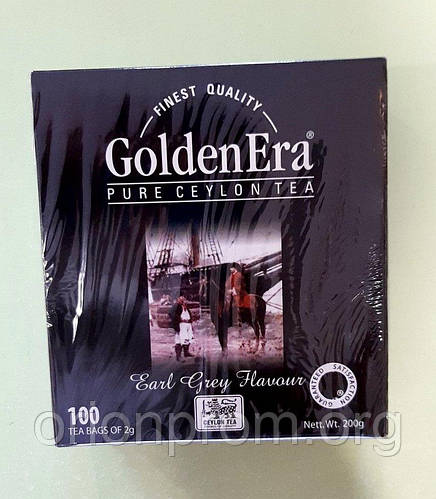 FINEST QUALITY
GoldenEra®
PURE CEYLON TEA
Earl Grey Flavour
GUARANTEED SATISFACTION
®
100
TEA BAGS OF 2g
CEYLON TEA
Nett. Wt. 200g
orionprom.org